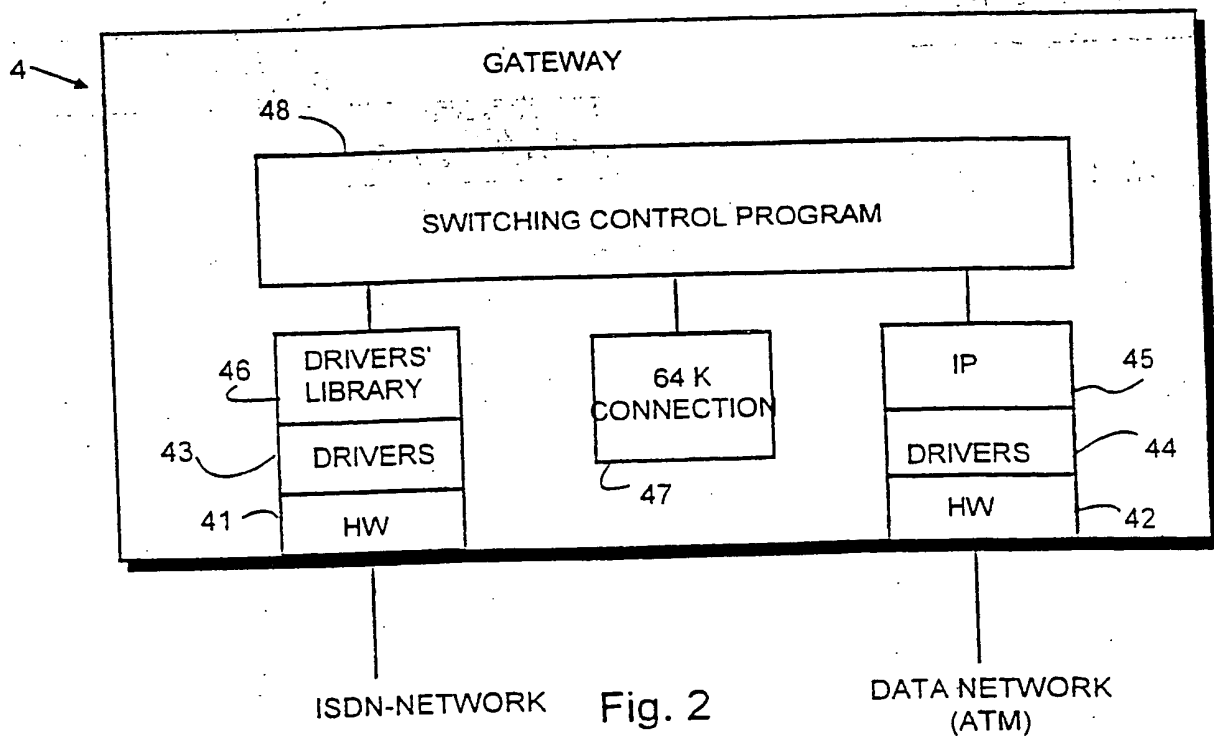 4
GATEWAY
48
SWITCHING CONTROL PROGRAM
46
DRIVERS'
LIBRARY
64 K
CONNECTION
IP
45
43
DRIVERS
DRIVERS
44
47
41
HW
HW
42
ISDN-NETWORK
Fig. 2
DATA NETWORK
(ATM)